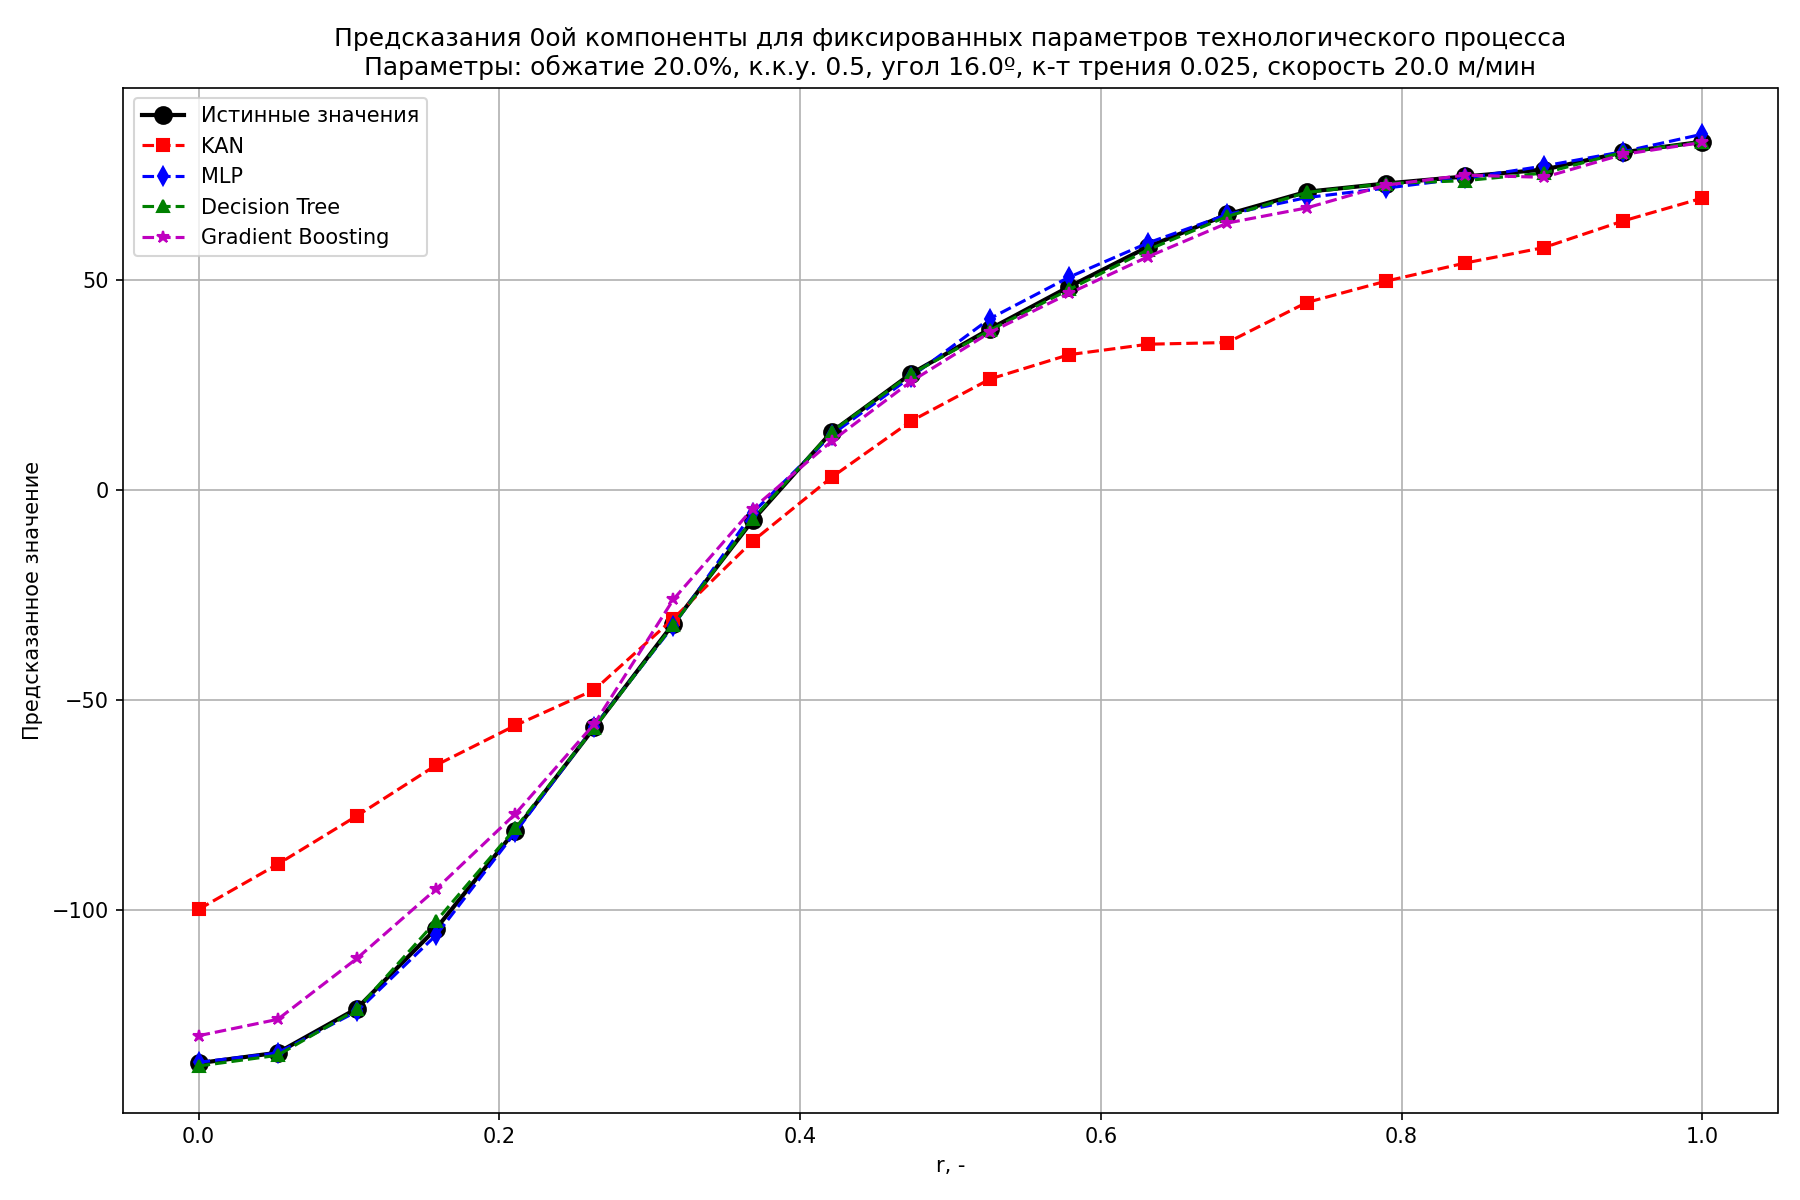 Предсказания 0ой компоненты для фиксированных параметров технологического процесса
Параметры: обжатие 20.0%, к.к.у. 0.5, угол 16.0º, к-т трения 0.025, скорость 20.0 м/мин
Истинные значения
KAN
MLP
Decision Tree
Gradient Boosting
Предсказанное значение
50
0
−50
−100
0.0
0.2
0.4
0.6
0.8
1.0
r, -